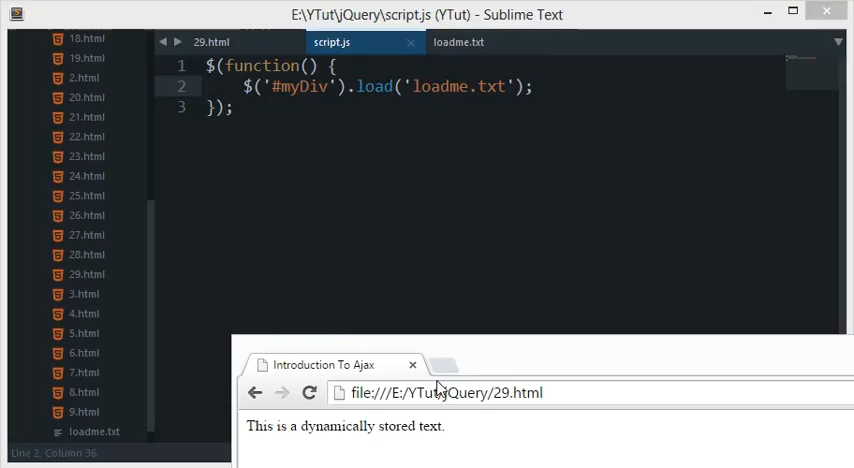 E:\YTut\jQuery\script.js (YTut) - Sublime Text
18.html
19.html
2.html
20.html
21.html
22.html
23.html
24.html
25.html
26.html
27.html
28.html
29.html
3.html
4.html
5.html
6.html
7.html
8.html
9.html
loadme.txt
29.html
script.js
loadme.txt
1 $(function() {
2 $('#myDiv').load('loadme.txt');
3 });
Line 2, Column 36
Introduction To Ajax
file:///E:/YTut/jQuery/29.html
This is a dynamically stored text.